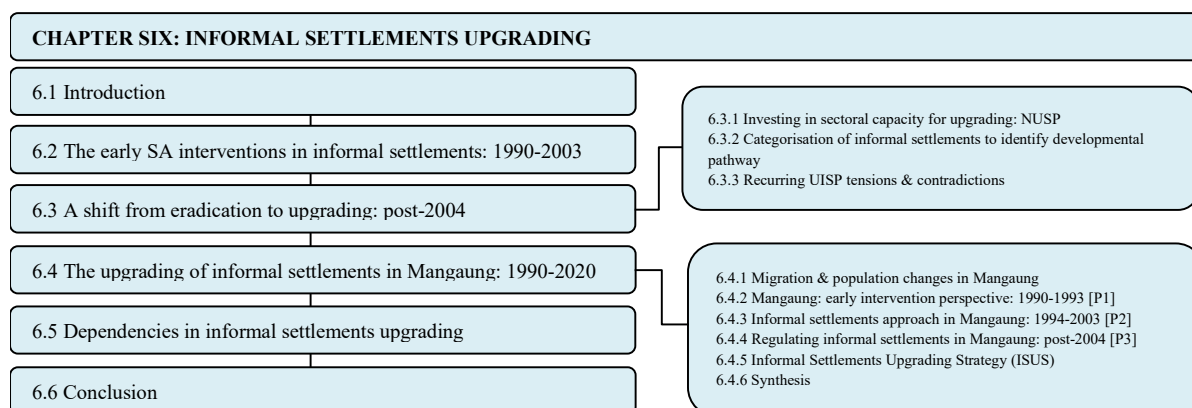 CHAPTER SIX: INFORMAL SETTLEMENTS UPGRADING
6.1 Introduction
6.2 The early SA interventions in informal settlements: 1990-2003
6.3 A shift from eradication to upgrading: post-2004
6.3.1 Investing in sectoral capacity for upgrading: NUSP
6.3.2 Categorisation of informal settlements to identify developmental
pathway
6.3.3 Recurring UISP tensions & contradictions
6.4 The upgrading of informal settlements in Mangaung: 1990-2020
6.4.1 Migration & population changes in Mangaung
6.4.2 Mangaung: early intervention perspective: 1990-1993 [P1]
6.4.3 Informal settlements approach in Mangaung: 1994-2003 [P2]
6.4.4 Regulating informal settlements in Mangaung: post-2004 [P3]
6.4.5 Informal Settlements Upgrading Strategy (ISUS)
6.4.6 Synthesis
6.5 Dependencies in informal settlements upgrading
6.6 Conclusion